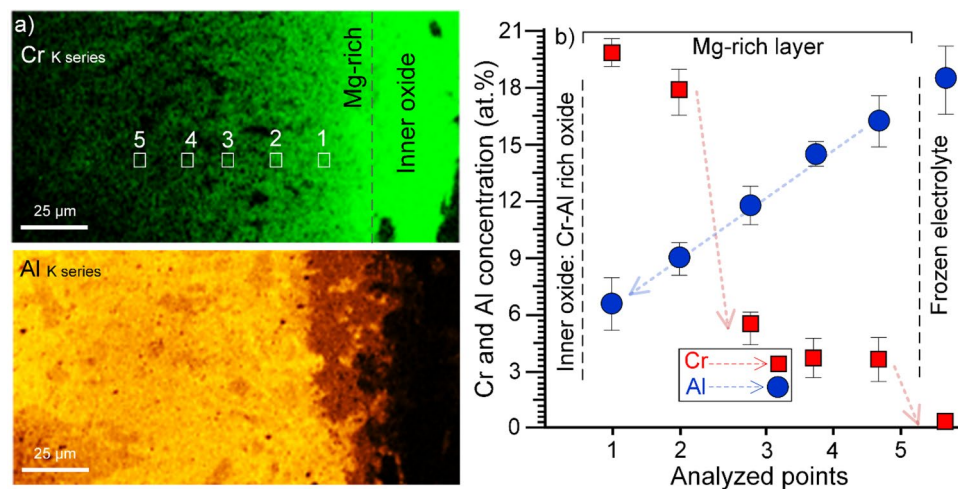 a)
Cr K series
Mg-rich
Inner oxide
5 4 3 2 1
25 µm
Al K series
25 µm
b)
Mg-rich layer
21
18
15
12
9
6
3
0
Cr and Al concentration (at.%)
Inner oxide: Cr-Al rich oxide
Frozen electrolyte
Cr
Al
1 2 3 4 5
Analyzed points